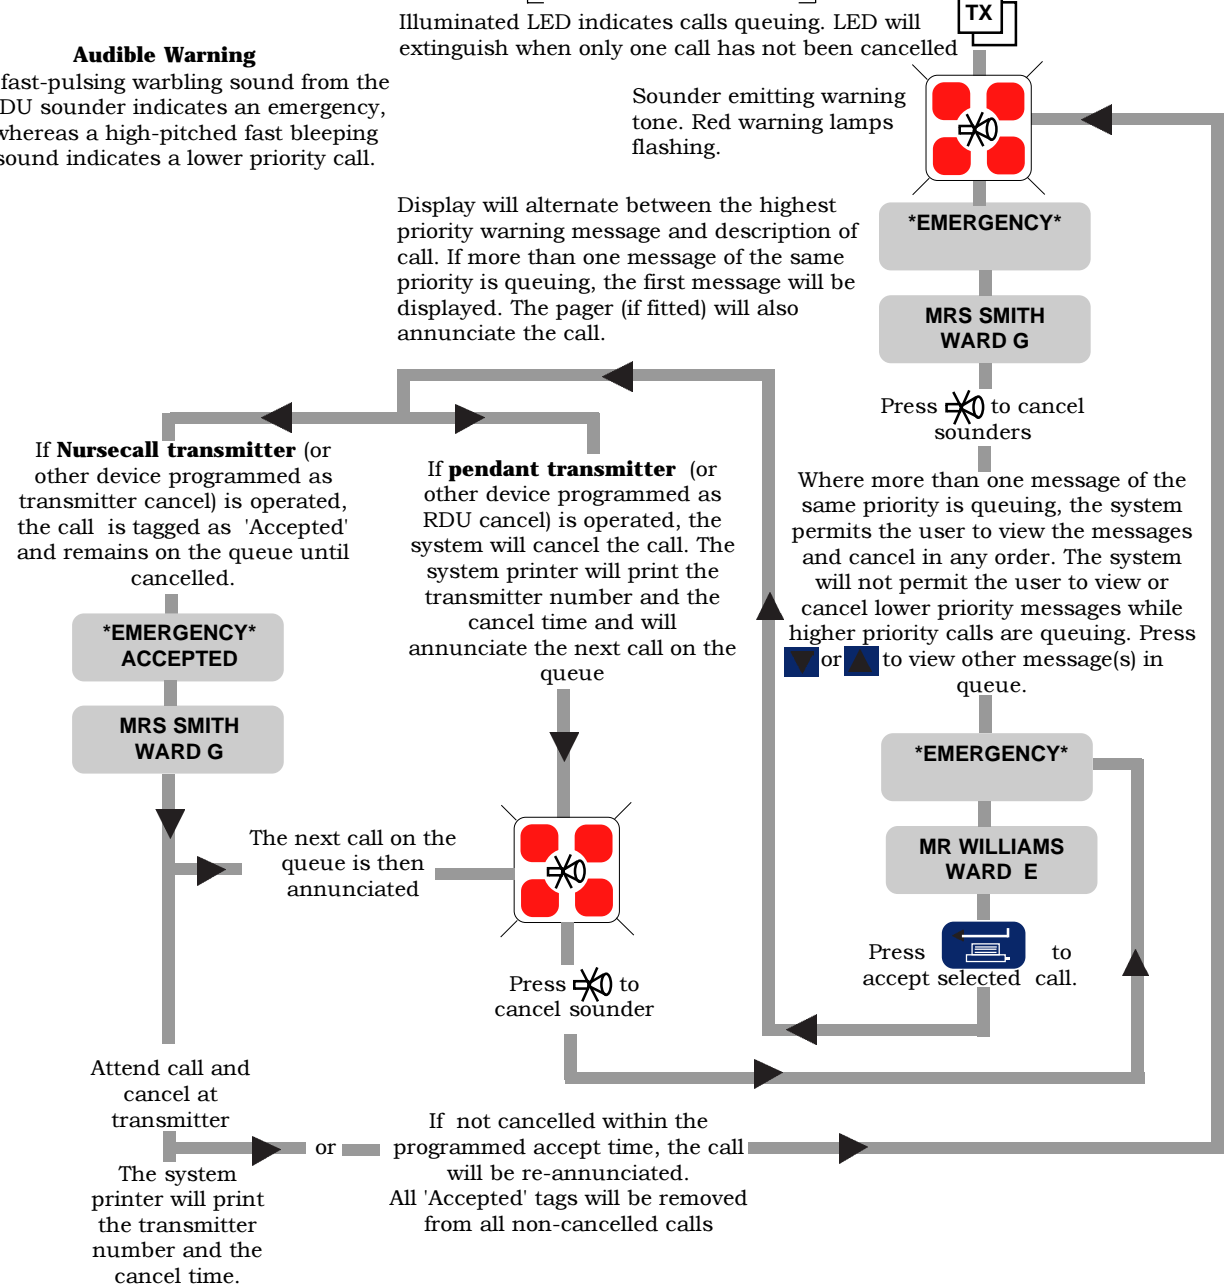 Illuminated LED indicates calls queuing. LED will
extinguish when only one call has not been cancelled
TX
Audible Warning
fast-pulsing warbling sound from the
DU sounder indicates an emergency,
whereas a high-pitched fast bleeping
sound indicates a lower priority call.
Sounder emitting warning
tone. Red warning lamps
flashing.
*EMERGENCY*
Display will alternate between the highest
priority warning message and description of
call. If more than one message of the same
priority is queuing, the first message will be
displayed. The pager (if fitted) will also
annunciate the call.
MRS SMITH
WARD G
Press to cancel
sounders
If Nursecall transmitter (or
other device programmed as
transmitter cancel) is operated,
the call is tagged as 'Accepted'
and remains on the queue until
cancelled.
If pendant transmitter (or
other device programmed as
RDU cancel) is operated, the
system will cancel the call. The
system printer will print the
transmitter number and the
cancel time and will
annunciate the next call on the
queue
Where more than one message of the
same priority is queuing, the system
permits the user to view the messages
and cancel in any order. The system
will not permit the user to view or
cancel lower priority messages while
higher priority calls are queuing. Press
or to view other message(s) in
queue.
*EMERGENCY*
ACCEPTED
MRS SMITH
WARD G
*EMERGENCY*
MR WILLIAMS
WARD E
The next call on the
queue is then
annunciated
Press to
accept selected call.
Press to
cancel sounder
Attend call and
cancel at
transmitter
or
If not cancelled within the
programmed accept time, the call
will be re-annunciated.
All 'Accepted' tags will be removed
from all non-cancelled calls
The system
printer will print
the transmitter
number and the
cancel time.